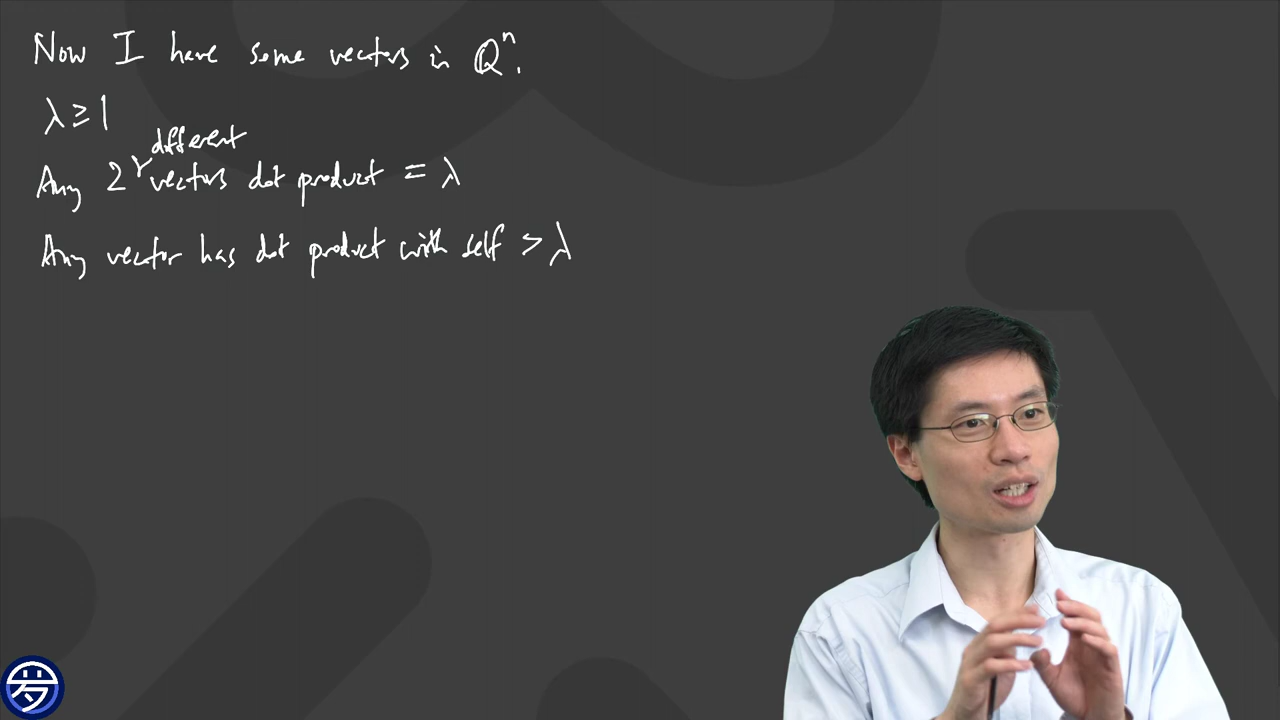 Now I have some vectors in ℚⁿ.
λ ≥ 1
Any 2 different vectors dot product = λ
Any vector has dot product with self > λ